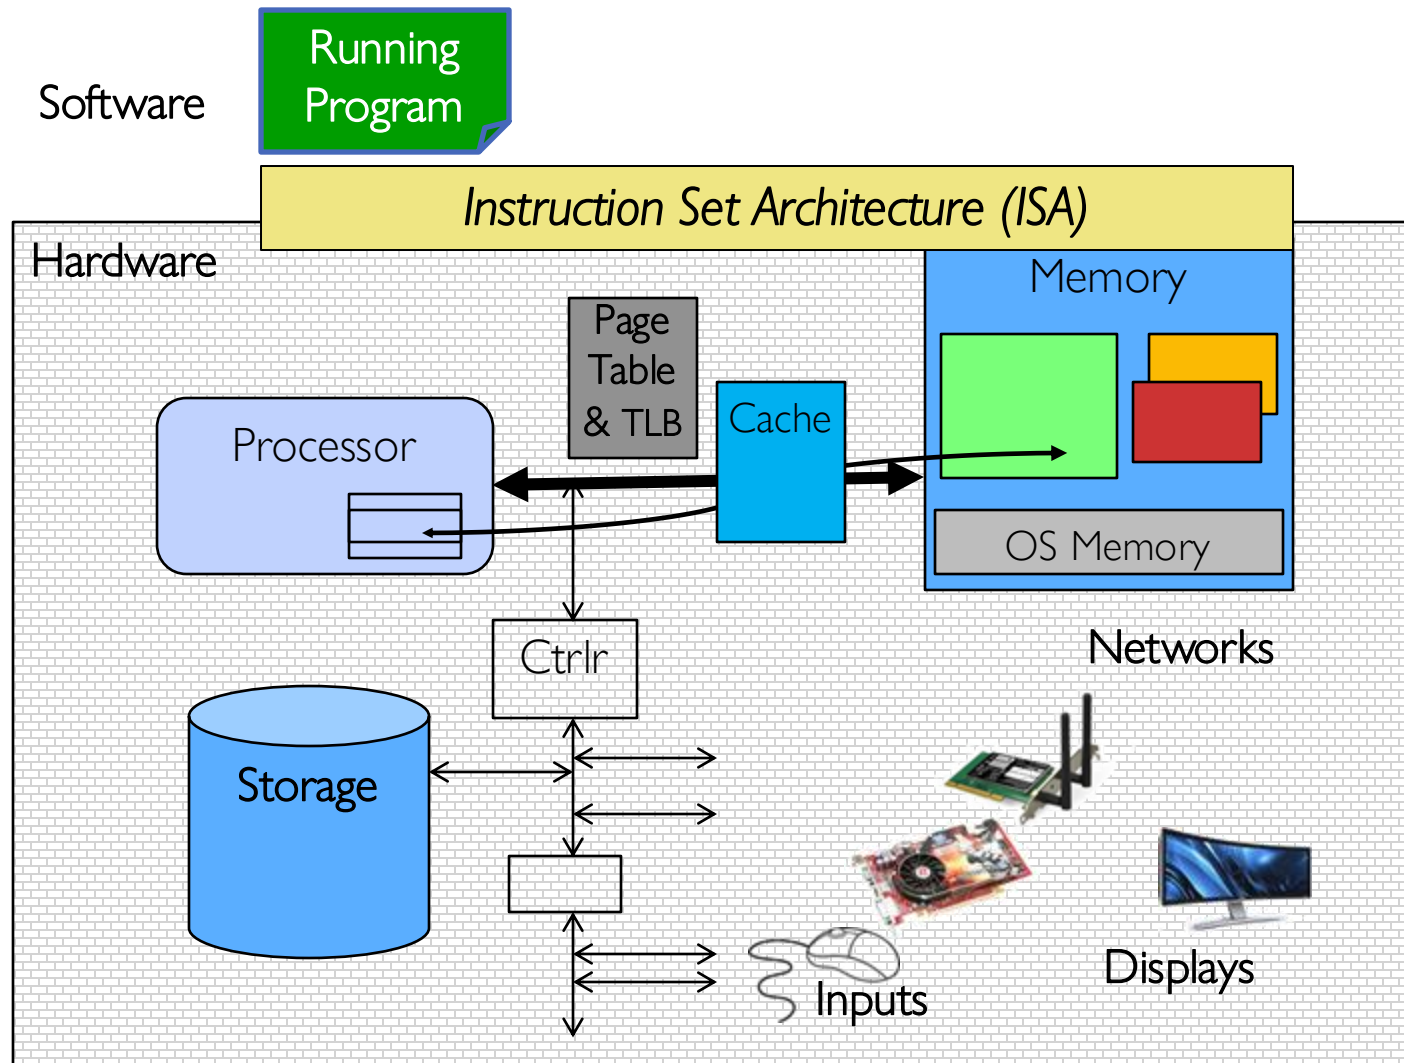 Running
Program
Software
Instruction Set Architecture (ISA)
Hardware
Memory
Page
Table
& TLB
Cache
Processor
OS Memory
Networks
Ctrlr
Storage
Displays
Inputs